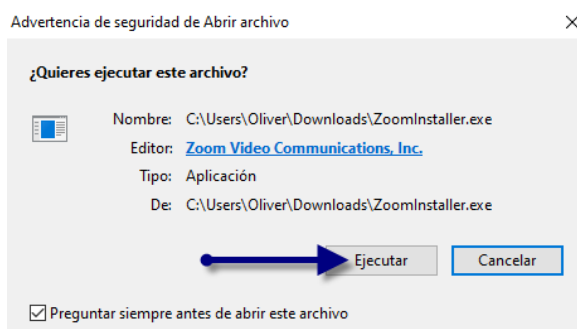 Advertencia de seguridad de Abrir archivo
¿Quieres ejecutar este archivo?
Nombre: C:\Users\Oliver\Downloads\ZoomInstaller.exe
Editor: Zoom Video Communications, Inc.
Tipo: Aplicación
De: C:\Users\Oliver\Downloads\ZoomInstaller.exe
Ejecutar Cancelar
Preguntar siempre antes de abrir este archivo